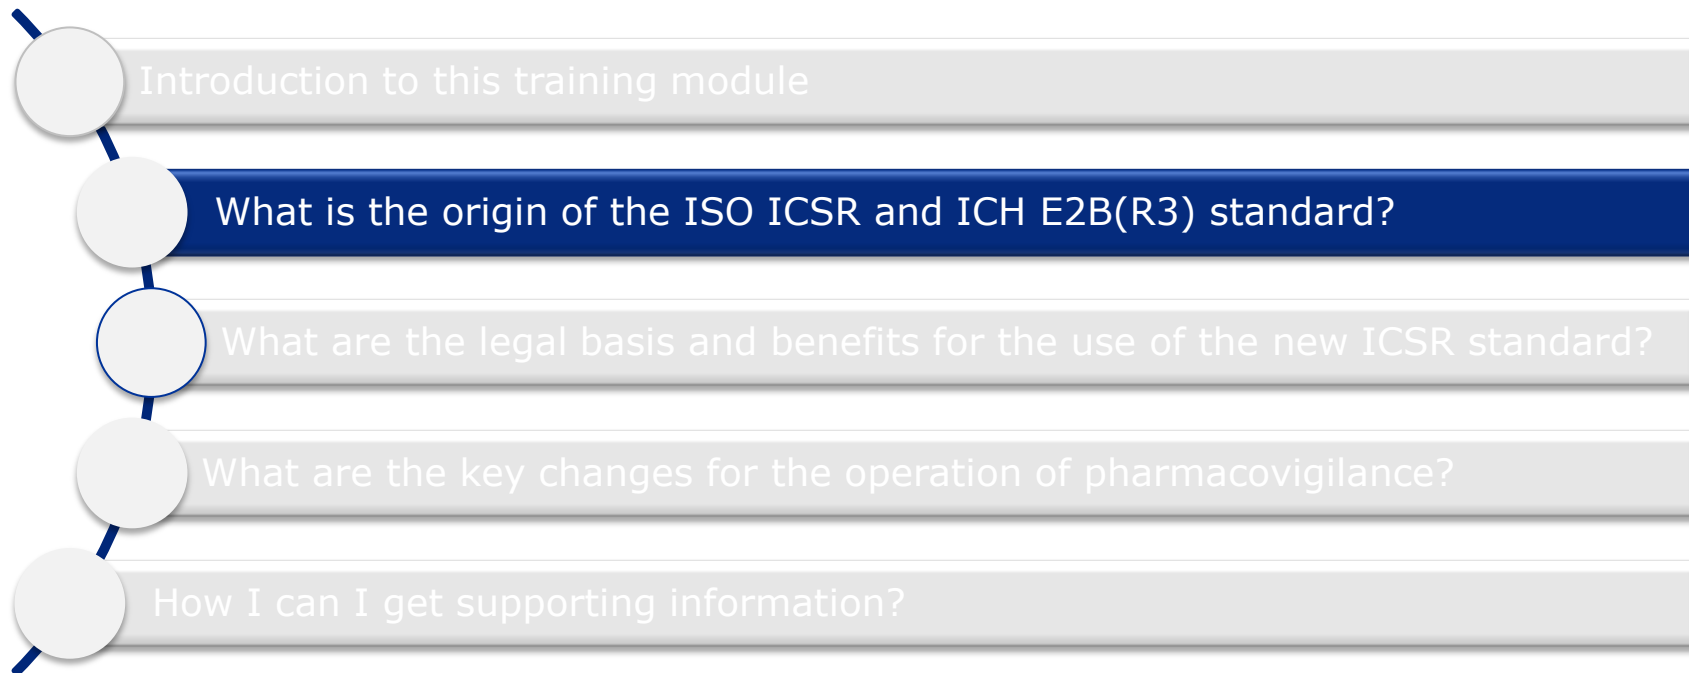 Introduction to this training module
What is the origin of the ISO ICSR and ICH E2B(R3) standard?
What are the legal basis and benefits for the use of the new ICSR standard?
What are the key changes for the operation of pharmacovigilance?
How I can I get supporting information?